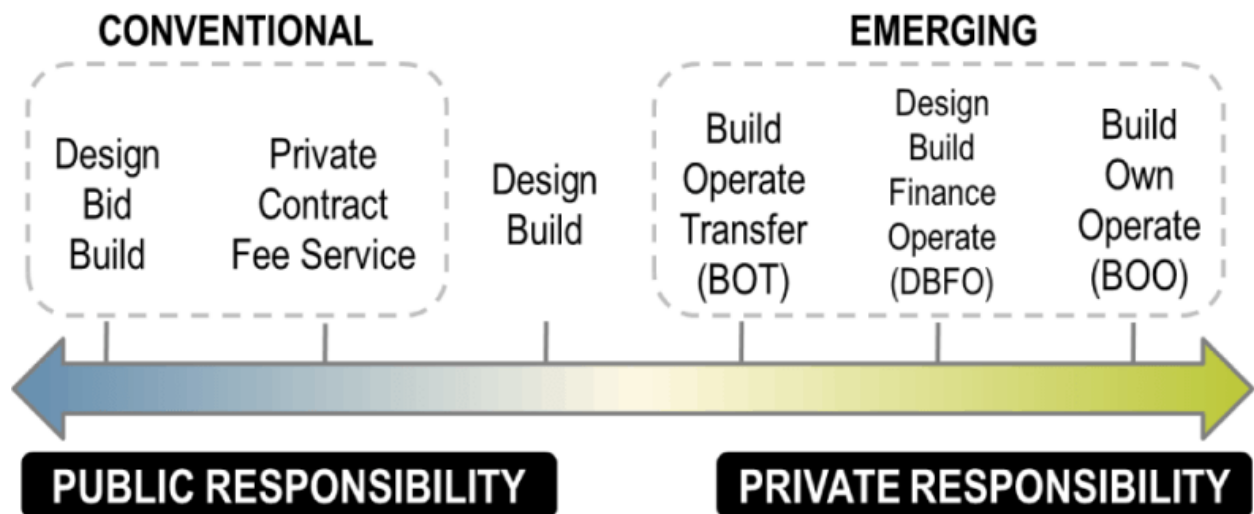 CONVENTIONAL
EMERGING
Design
Bid
Build
Private
Contract
Fee Service
Design
Build
Build
Operate
Transfer
(BOT)
Design
Build
Finance
Operate
(DBFO)
Build
Own
Operate
(BOO)
PUBLIC RESPONSIBILITY
PRIVATE RESPONSIBILITY